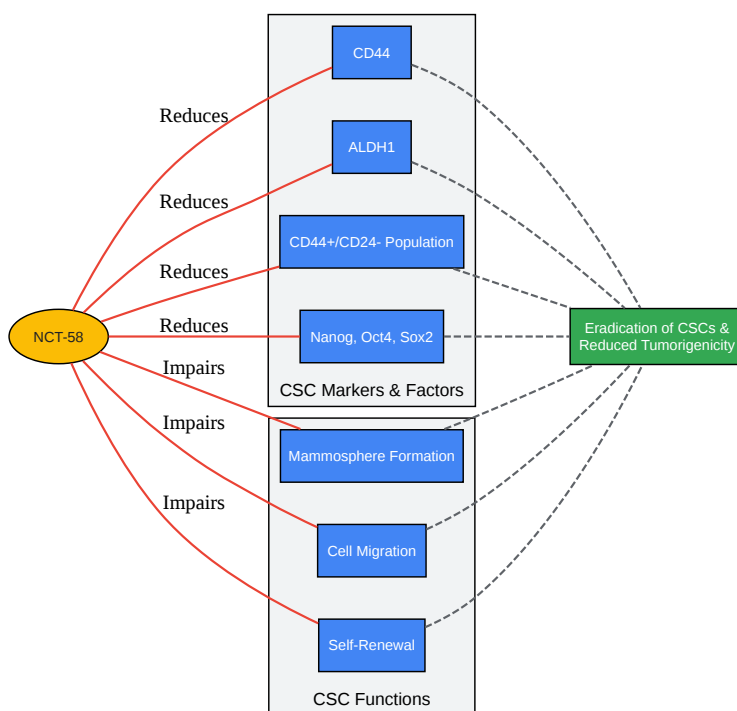 CD44
Reduces
ALDH1
Reduces
CD44+/CD24- Population
Reduces
Reduces
NCT-58
Nanog, Oct4, Sox2
Eradication of CSCs &
Reduced Tumorigenicity
Impairs
CSC Markers & Factors
Impairs
Mammosphere Formation
Impairs
Cell Migration
Self-Renewal
CSC Functions